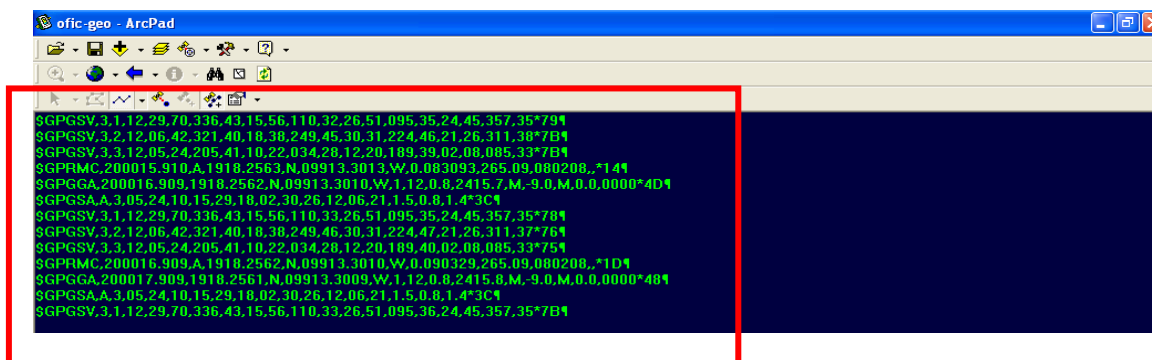 ofic-geo - ArcPad
$GPGSV,3,1,12,29,70,336,43,15,56,110,32,26,51,095,35,24,45,357,35*79¶
$GPGSV,3,2,12,06,42,321,40,18,38,249,45,30,31,224,46,21,26,311,38*7B¶
$GPGSV,3,3,12,05,24,205,41,10,22,034,28,12,20,189,39,02,08,085,33*7B¶
$GPRMC,200015.910,A,1918.2563,N,09913.3013,W,0.083093,265.09,080208,,*14¶
$GPGGA,200016.909,1918.2562,N,09913.3010,W,1,12,0.8,2415.7,M,-9.0,M,0.0,0000*4D¶
$GPGSA,A,3,05,24,10,15,29,18,02,30,26,12,06,21,1.5,0.8,1.4*3C¶
$GPGSV,3,1,12,29,70,336,43,15,56,110,33,26,51,095,35,24,45,357,35*78¶
$GPGSV,3,2,12,06,42,321,40,18,38,249,46,30,31,224,47,21,26,311,37*76¶
$GPGSV,3,3,12,05,24,205,41,10,22,034,28,12,20,189,40,02,08,085,33*75¶
$GPRMC,200016.909,A,1918.2562,N,09913.3010,W,0.090329,265.09,080208,,*1D¶
$GPGGA,200017.909,1918.2561,N,09913.3009,W,1,12,0.8,2415.8,M,-9.0,M,0.0,0000*48¶
$GPGSA,A,3,05,24,10,15,29,18,02,30,26,12,06,21,1.5,0.8,1.4*3C¶
$GPGSV,3,1,12,29,70,336,43,15,56,110,33,26,51,095,36,24,45,357,35*7B¶